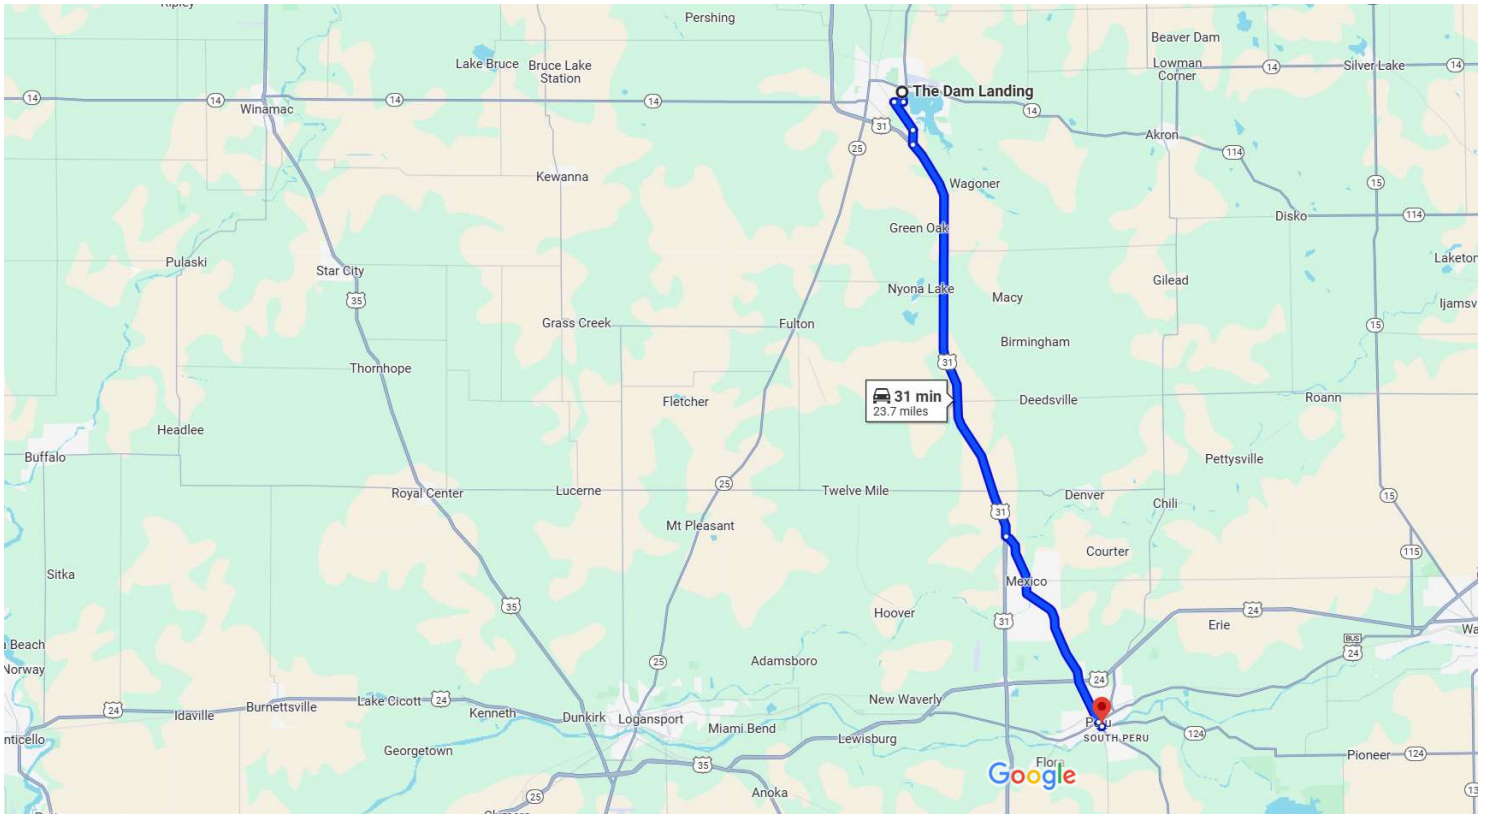 Pershing
Beaver Dam
Lake Bruce
Bruce Lake
Station
Lowman
Corner
Silver Lake
14
14
14
14
14
14
14
Winamac
The Dam Landing
31
25
Akron
114
Kewanna
Wagoner
15
114
Disko
Green Oak
Pulaski
Star City
Gilead
Nyona Lake
Macy
35
Grass Creek
Fulton
15
Birmingham
31
Thornhope
31 min
23.7 miles
Deedsville
Roann
Fletcher
Headlee
Buffalo
Pettysville
25
Royal Center
Lucerne
Twelve Mile
Denver
Chili
15
31
Mt Pleasant
Courter
115
Sitka
Mexico
35
Hoover
31
24
Erie
a Beach
BUS
24
Norway
25
Adamsboro
24
Lake Cicott
24
New Waverly
Burnettsville
24
Idaville
Kenneth
Dunkirk
Logansport
Miami Bend
Peru
SOUTH PERU
124
nticello
Lewisburg
Georgetown
Pioneer
124
35
Flora
Google
Anoka
25